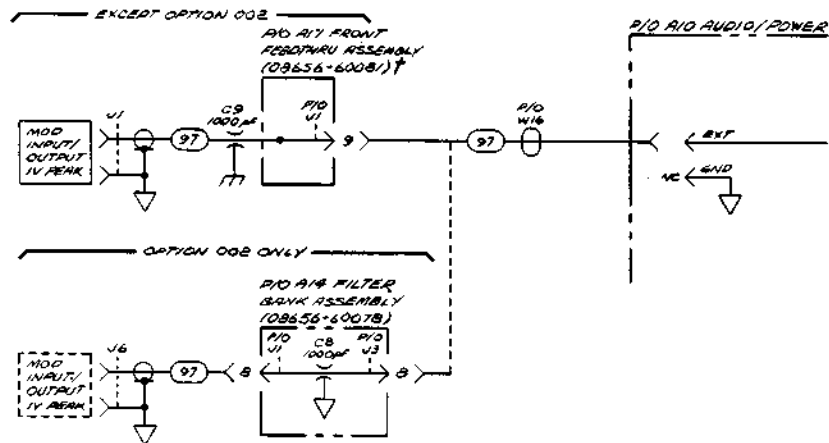 EXCEPT OPTION 002
P/O A17 FRONT
FEEDTHRU ASSEMBLY
(08656-60081)†
P/O A10 AUDIO/POWER
J1
C9
1000pF
P/O
J1
P/O
W16
MOD
INPUT/
OUTPUT
1V PEAK
97
9
97
EXT
NC
GND
OPTION 002 ONLY
P/O A14 FILTER
BANK ASSEMBLY
(08656-60078)
J6
P/O
J1
C8
1000pF
P/O
J3
MOD
INPUT/
OUTPUT
1V PEAK
97
8
8